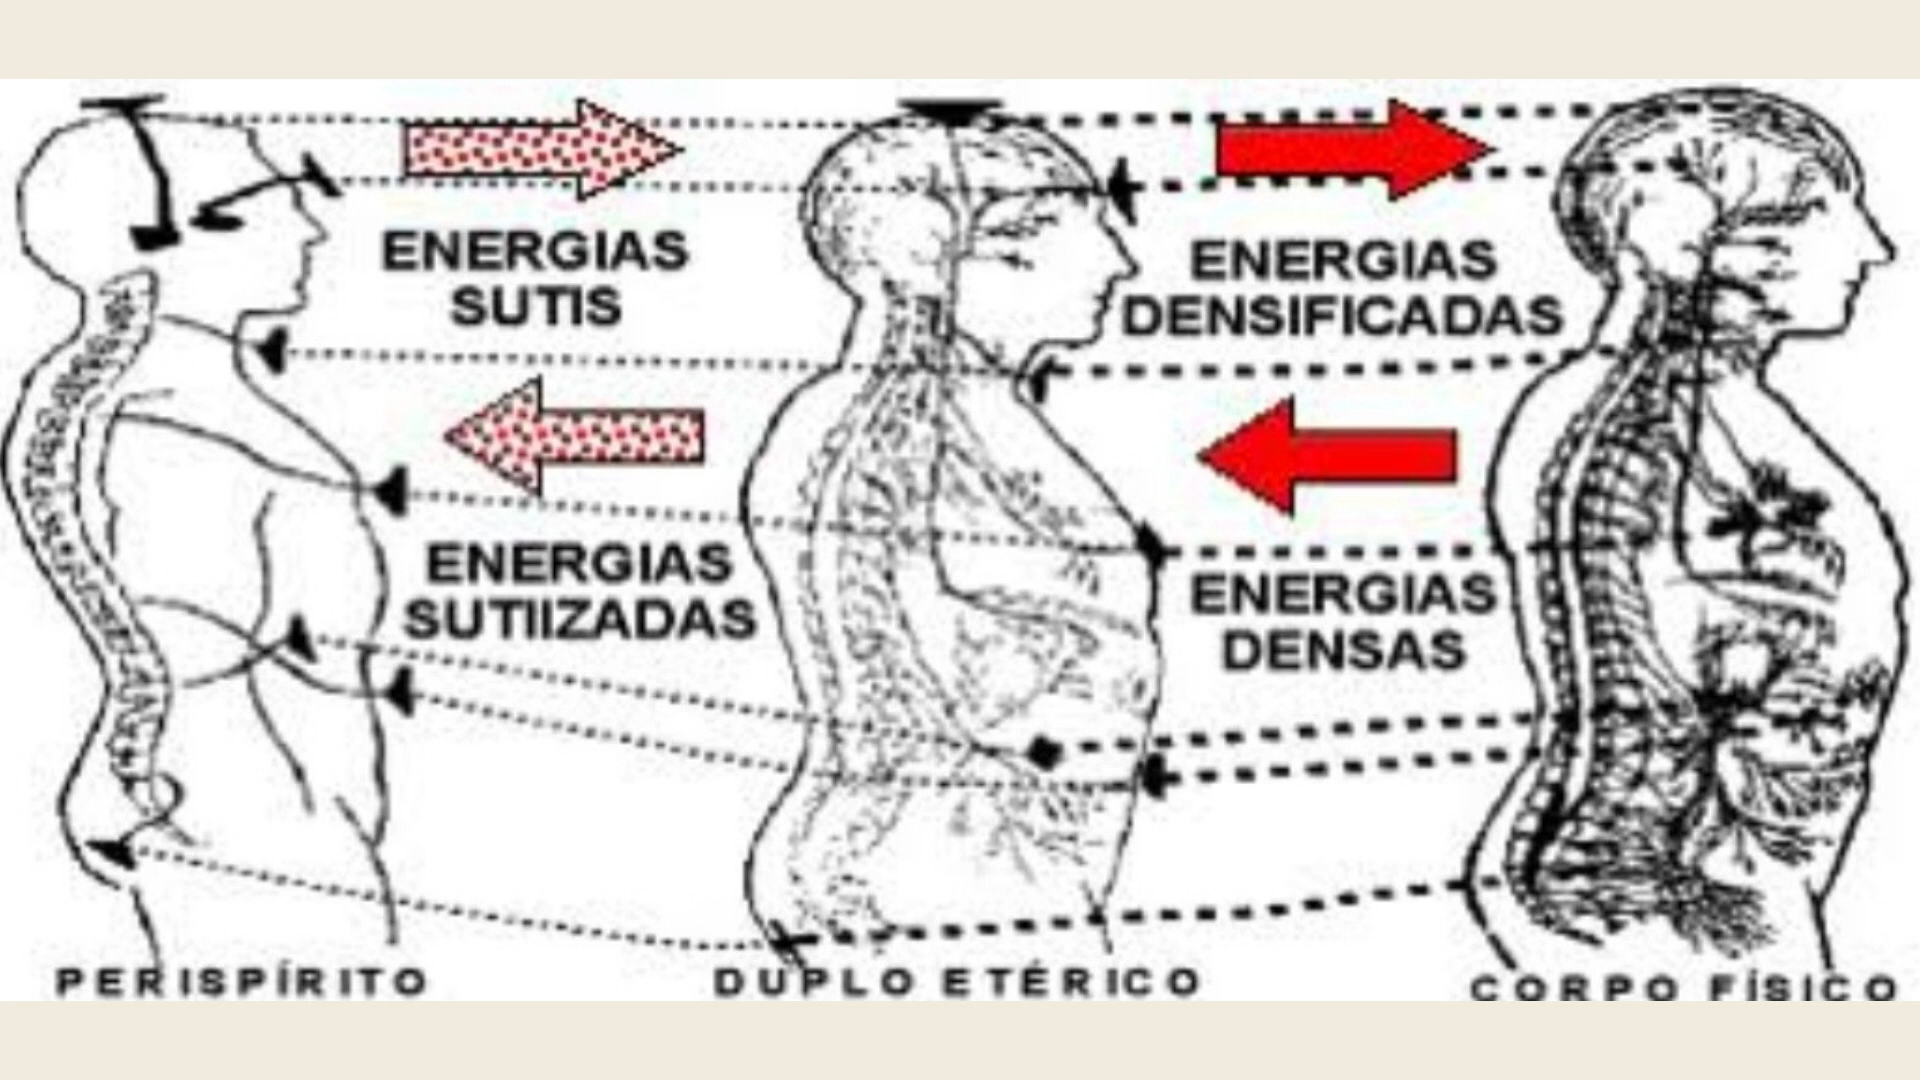 ENERGIAS
SUTIS
ENERGIAS
DENSIFICADAS
ENERGIAS
SUTIIZADAS
ENERGIAS
DENSAS
PERISPÍRITO
DUPLO ETÉRICO
CORPO FÍSICO